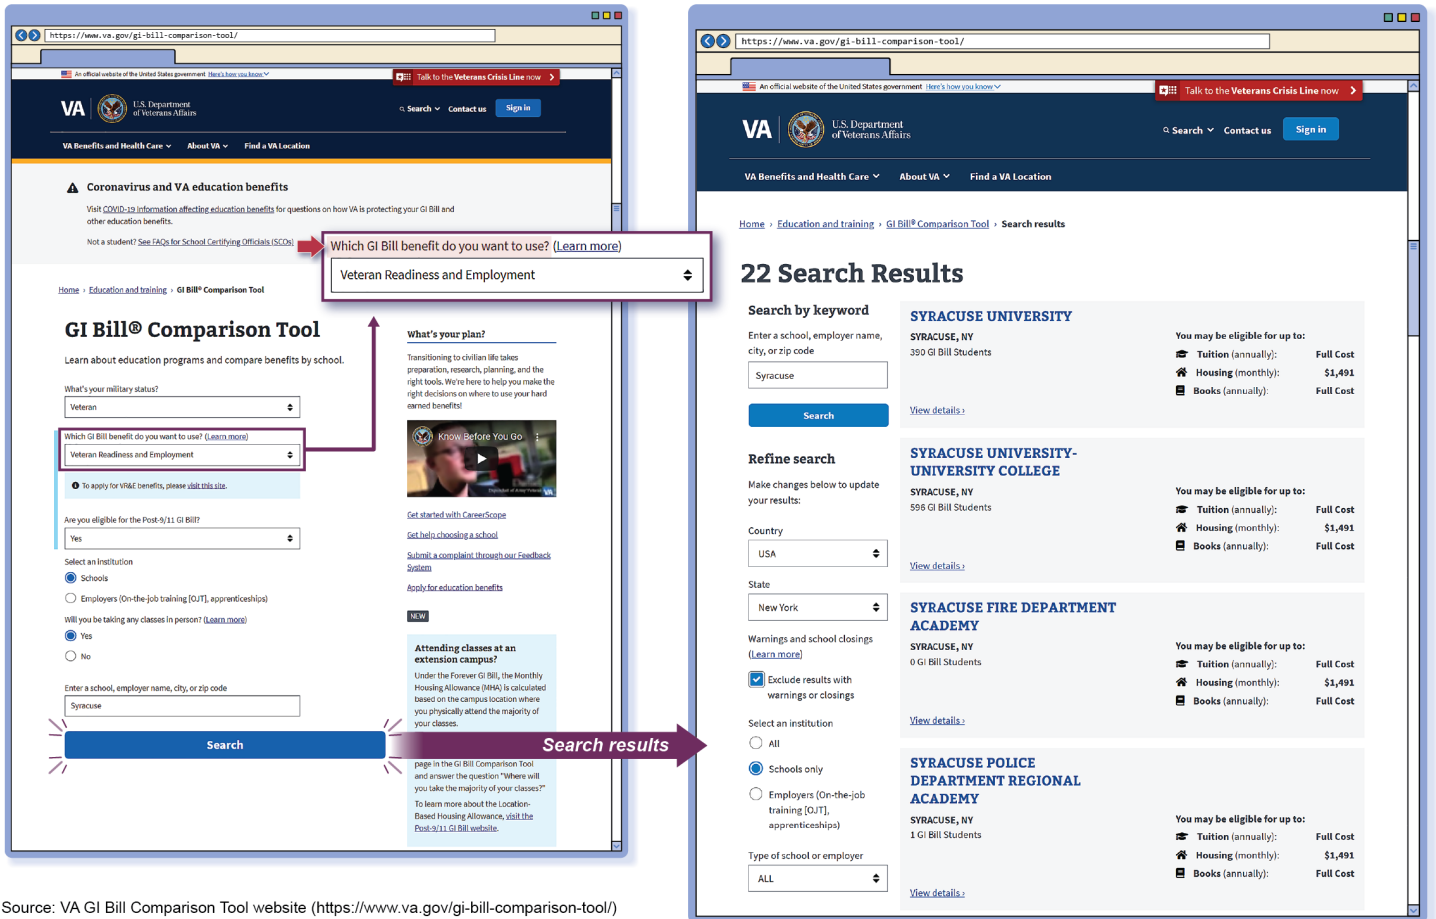 https://www.va.gov/gi-bill-comparison-tool/
An official website of the United States government Here's how you know
Talk to the Veterans Crisis Line now
VA
U.S. Department
of Veterans Affairs
Search
Contact us
Sign in
VA Benefits and Health Care
About VA
Find a VA Location
Coronavirus and VA education benefits
Visit COVID-19 Information affecting education benefits for questions on how VA is protecting your GI Bill and
other education benefits.
Not a student? See FAQs for School Certifying Officials (SCOs)
Which GI Bill benefit do you want to use? (Learn more)
Veteran Readiness and Employment
Home › Education and training › GI Bill® Comparison Tool
GI Bill® Comparison Tool
Learn about education programs and compare benefits by school.
What's your military status?
Veteran
Which GI Bill benefit do you want to use? (Learn more)
Veteran Readiness and Employment
To apply for VR&E benefits, please visit this site.
Are you eligible for the Post-9/11 GI Bill?
Yes
Select an institution
Schools
Employers (On-the-job training [OJT], apprenticeships)
Will you be taking any classes in person? (Learn more)
Yes
No
Enter a school, employer name, city, or zip code
Syracuse
Search
What's your plan?
Transitioning to civilian life takes
preparation, research, planning, and the
right tools. We're here to help you make the
right decisions on where to use your hard
earned benefits!
Know Before You Go
VA
Get started with CareerScope
Get help choosing a school
Submit a complaint through our Feedback
System
Apply for education benefits
NEW
Attending classes at an
extension campus?
Under the Forever GI Bill, the Monthly
Housing Allowance (MHA) is calculated
based on the campus location where
you physically attend the majority of
your classes.
page in the GI Bill Comparison Tool
and answer the question "Where will
you take the majority of your classes?"
To learn more about the Location-
Based Housing Allowance, visit the
Post-9/11 GI Bill website.
Search results
https://www.va.gov/gi-bill-comparison-tool/
An official website of the United States government Here's how you know
Talk to the Veterans Crisis Line now
VA
U.S. Department
of Veterans Affairs
Search
Contact us
Sign in
VA Benefits and Health Care
About VA
Find a VA Location
Home › Education and training › GI Bill® Comparison Tool › Search results
22 Search Results
Search by keyword
Enter a school, employer name,
city, or zip code
Syracuse
Search
Refine search
Make changes below to update
your results:
Country
USA
State
New York
Warnings and school closings
(Learn more)
Exclude results with
warnings or closings
Select an institution
All
Schools only
Employers (On-the-job
training [OJT],
apprenticeships)
Type of school or employer
ALL
SYRACUSE UNIVERSITY
SYRACUSE, NY
390 GI Bill Students
View details ›
You may be eligible for up to:
Tuition (annually): Full Cost
Housing (monthly): $1,491
Books (annually): Full Cost
SYRACUSE UNIVERSITY-
UNIVERSITY COLLEGE
SYRACUSE, NY
596 GI Bill Students
View details ›
You may be eligible for up to:
Tuition (annually): Full Cost
Housing (monthly): $1,491
Books (annually): Full Cost
SYRACUSE FIRE DEPARTMENT
ACADEMY
SYRACUSE, NY
0 GI Bill Students
View details ›
You may be eligible for up to:
Tuition (annually): Full Cost
Housing (monthly): $1,491
Books (annually): Full Cost
SYRACUSE POLICE
DEPARTMENT REGIONAL
ACADEMY
SYRACUSE, NY
1 GI Bill Students
View details ›
You may be eligible for up to:
Tuition (annually): Full Cost
Housing (monthly): $1,491
Books (annually): Full Cost
Source: VA GI Bill Comparison Tool website (https://www.va.gov/gi-bill-comparison-tool/)